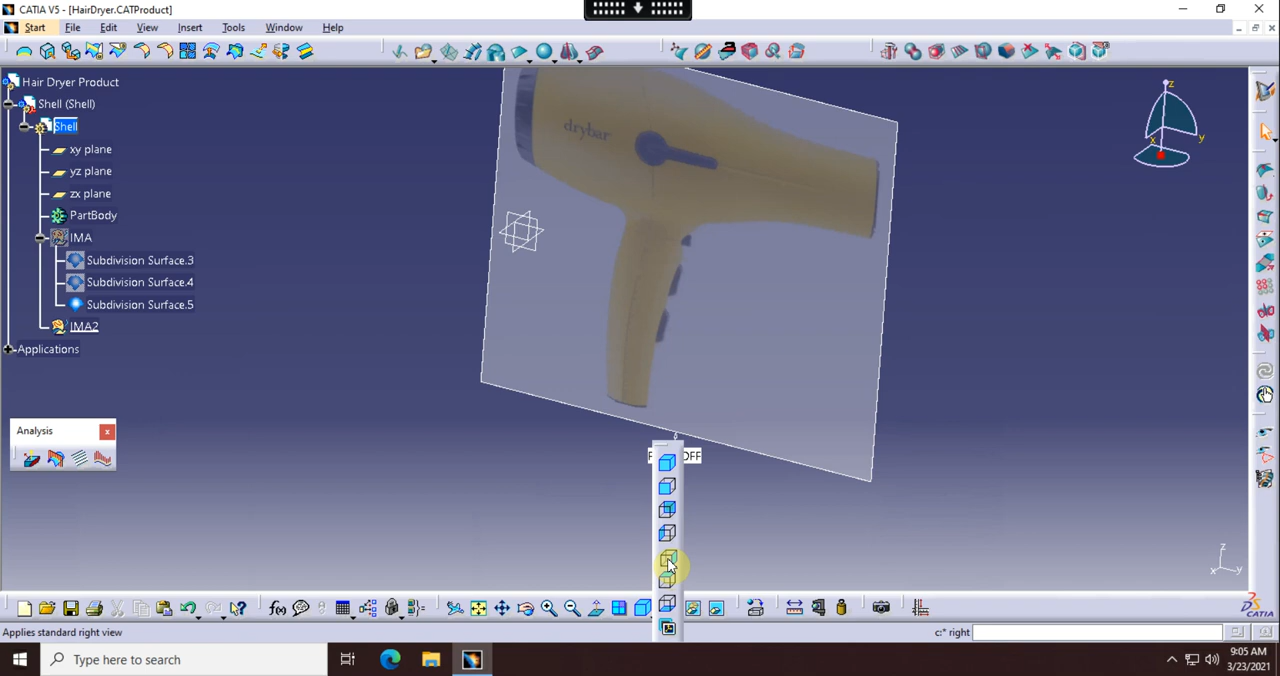 CATIA V5 - [HairDryer.CATProduct]
Start File Edit View Insert Tools Window Help
Hair Dryer Product
Shell (Shell)
Shell
xy plane
yz plane
zx plane
PartBody
IMA
Subdivision Surface.3
Subdivision Surface.4
Subdivision Surface.5
IMA2
Applications
drybar
z
x
y
Analysis
OFF
z
x
y
f(x)
CATIA
Applies standard right view
c:* right
Type here to search
9:05 AM
3/23/2021